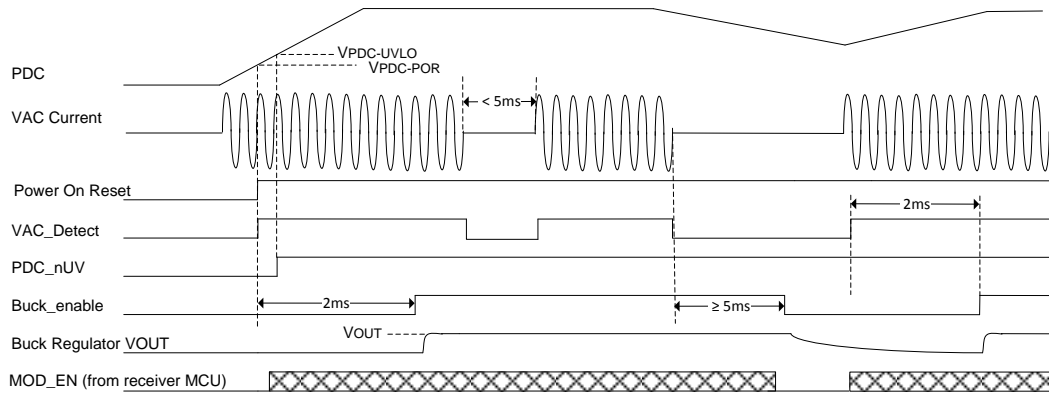 VPDC-UVLO
PDC
VPDC-POR
VAC Current
< 5ms
Power On Reset
VAC_Detect
2ms
PDC_nUV
Buck_enable
2ms
≥ 5ms
Buck Regulator VOUT
VOUT
MOD_EN (from receiver MCU)